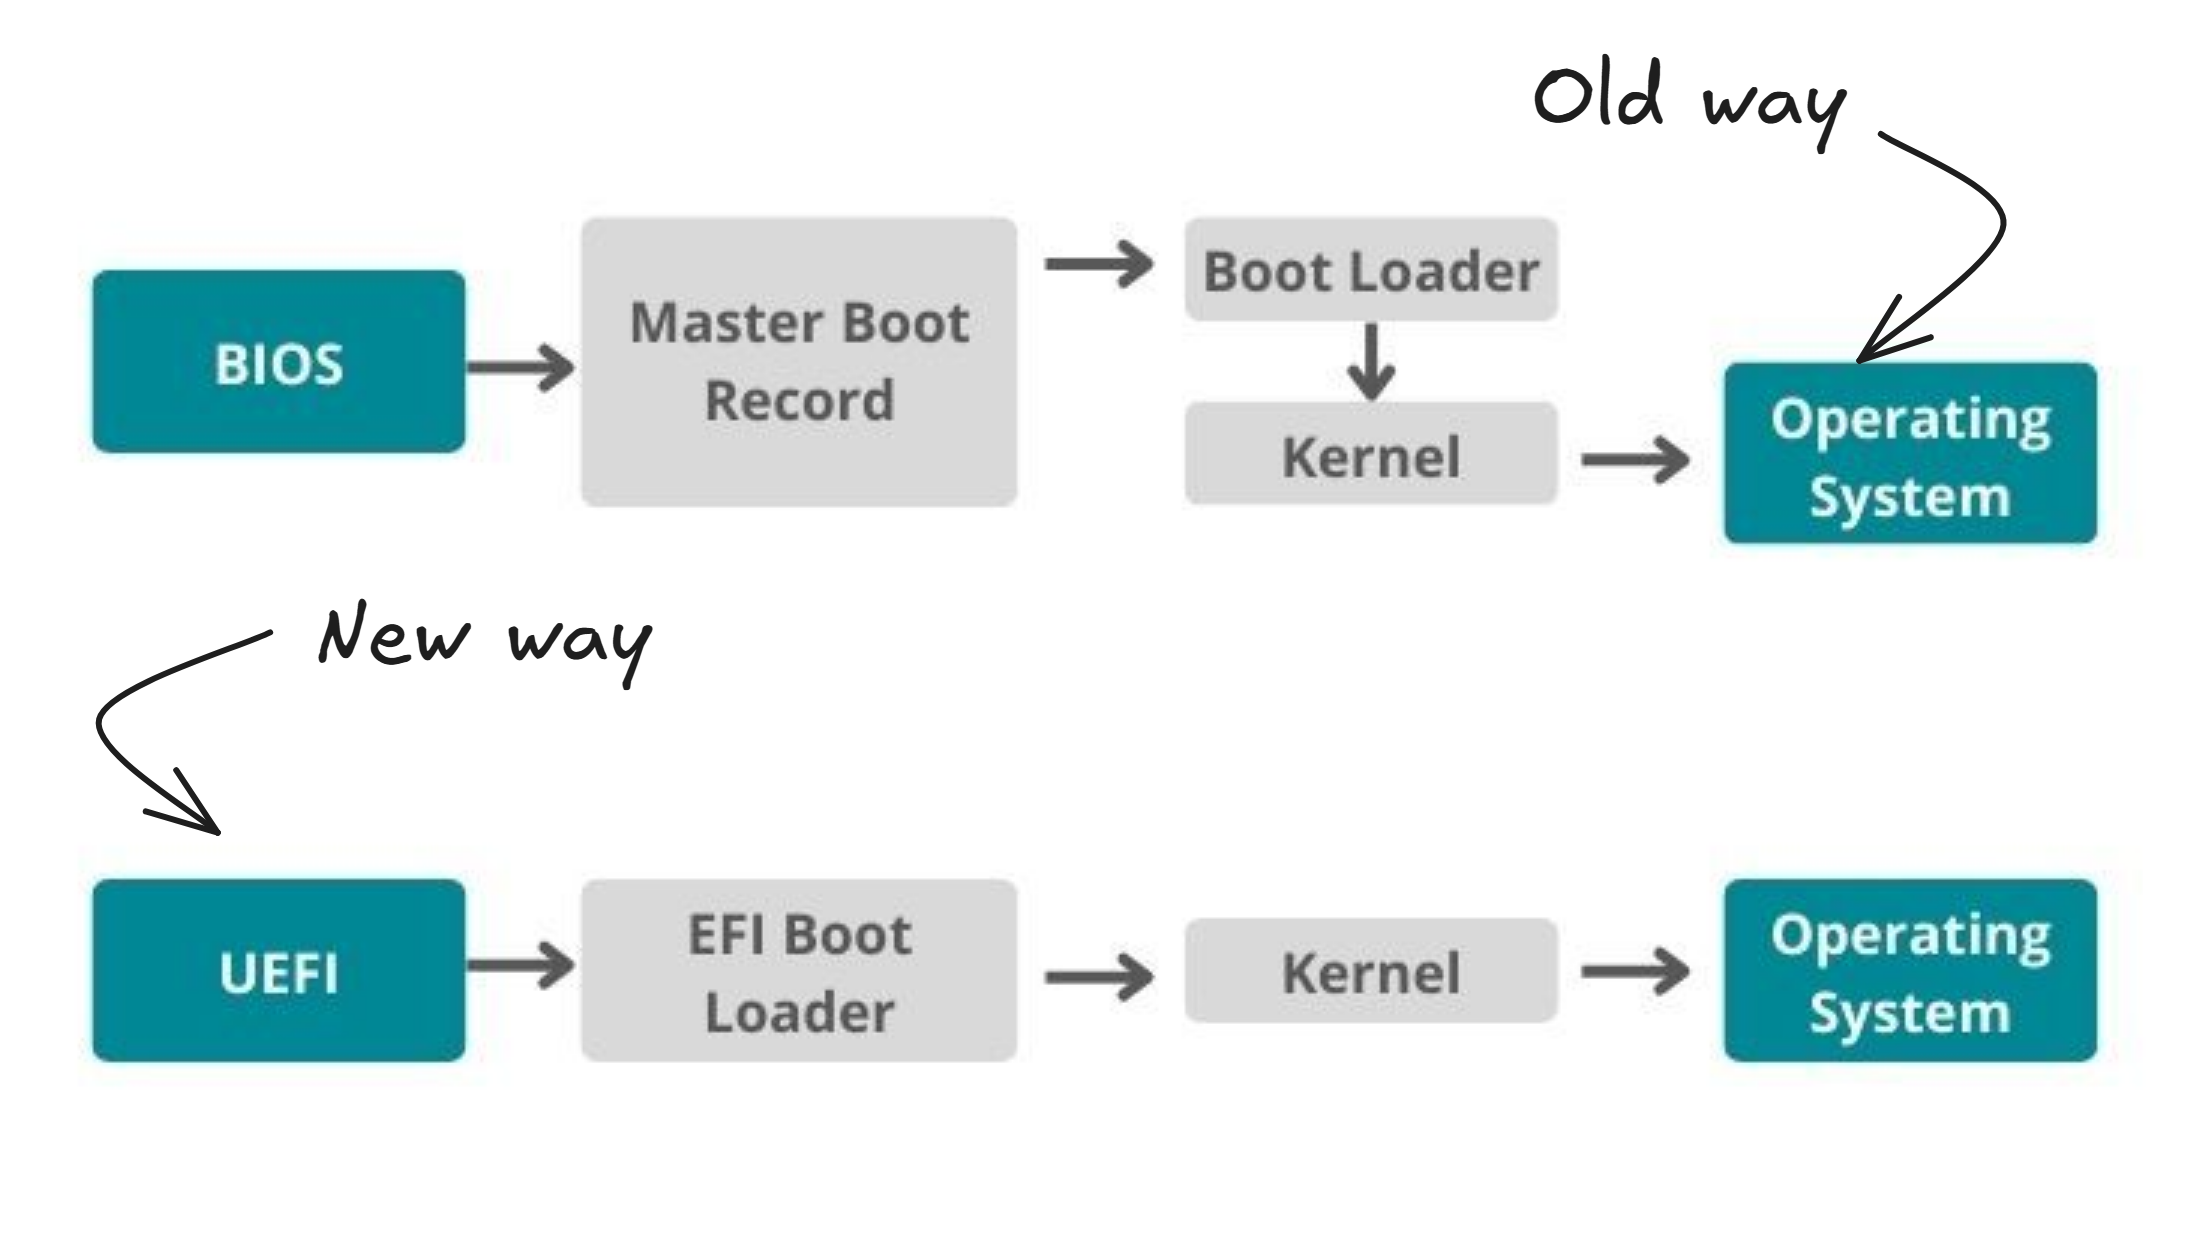 Old way
BIOS
Master Boot
Record
Boot Loader
Kernel
Operating
System
New way
UEFI
EFI Boot
Loader
Kernel
Operating
System